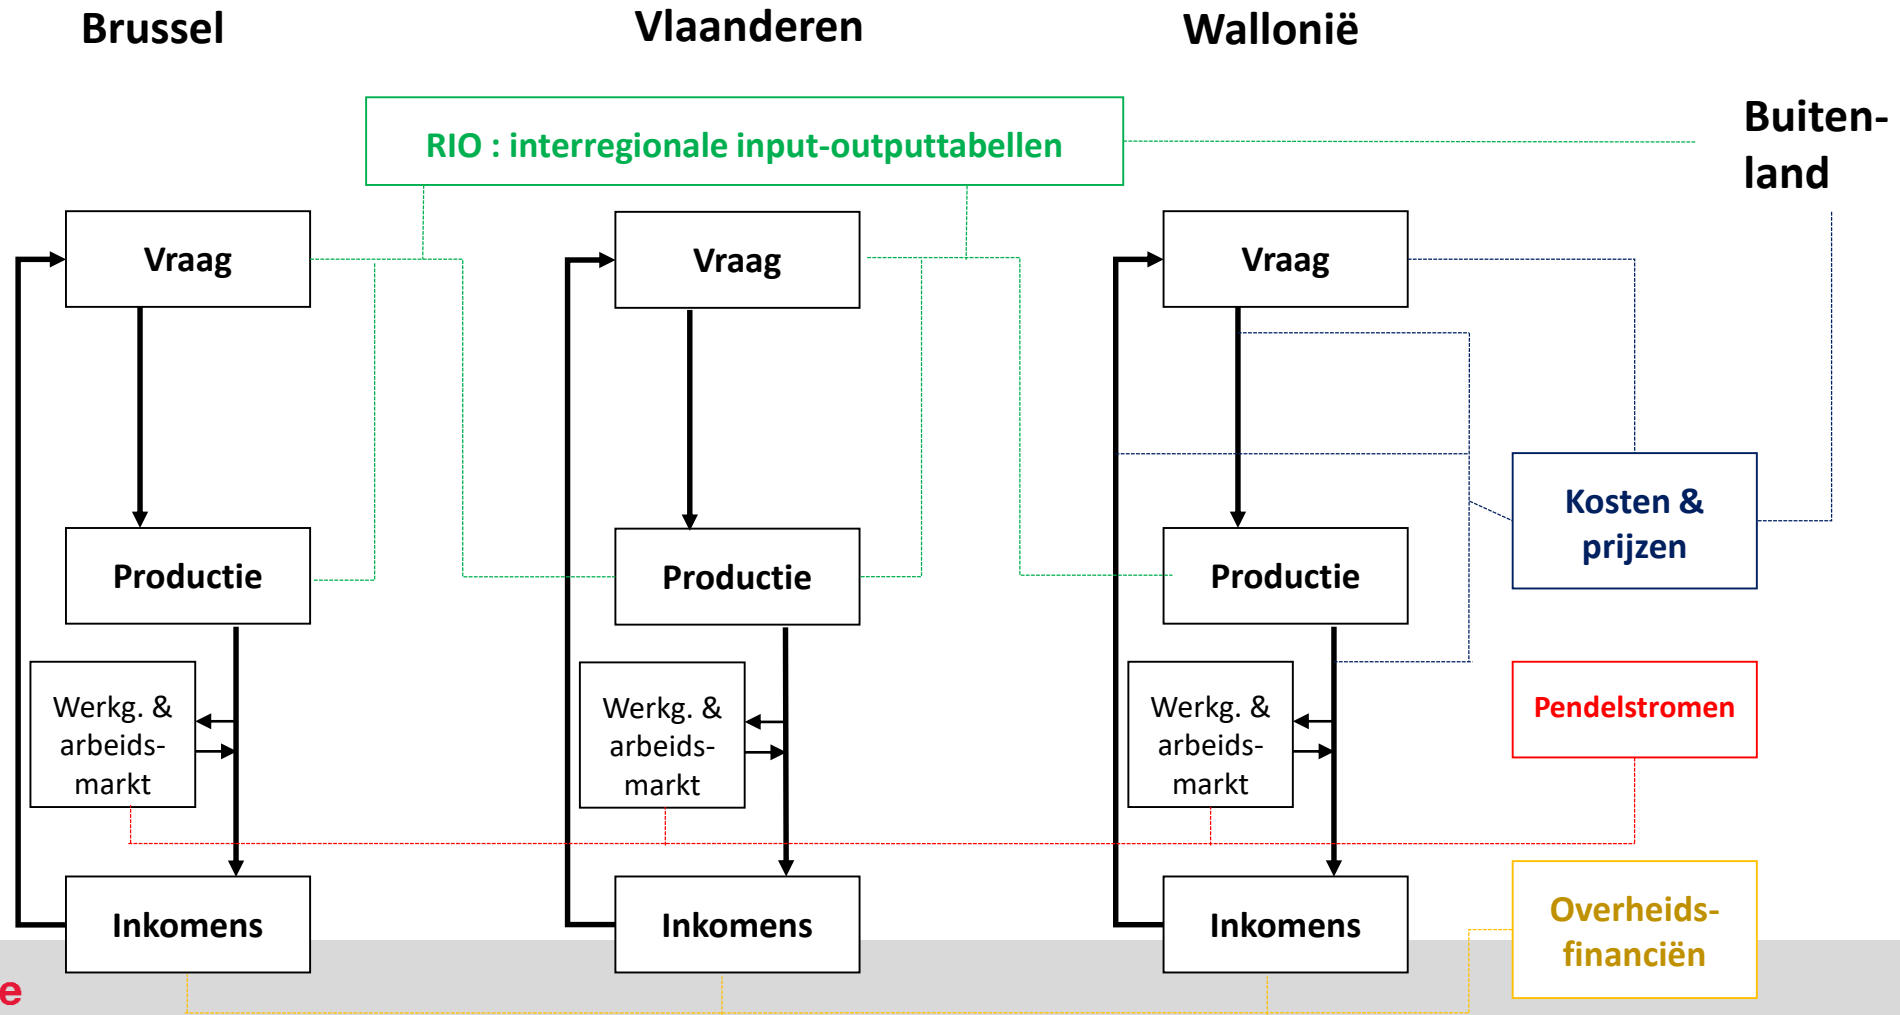 Brussel
Vlaanderen
Wallonië
Buiten-
land
RIO : interregionale input-outputtabellen
Vraag
Vraag
Vraag
Kosten &
prijzen
Productie
Productie
Productie
Werkg. &
arbeids-
markt
Werkg. &
arbeids-
markt
Werkg. &
arbeids-
markt
Pendelstromen
Inkomens
Inkomens
Inkomens
Overheids-
financiën
e